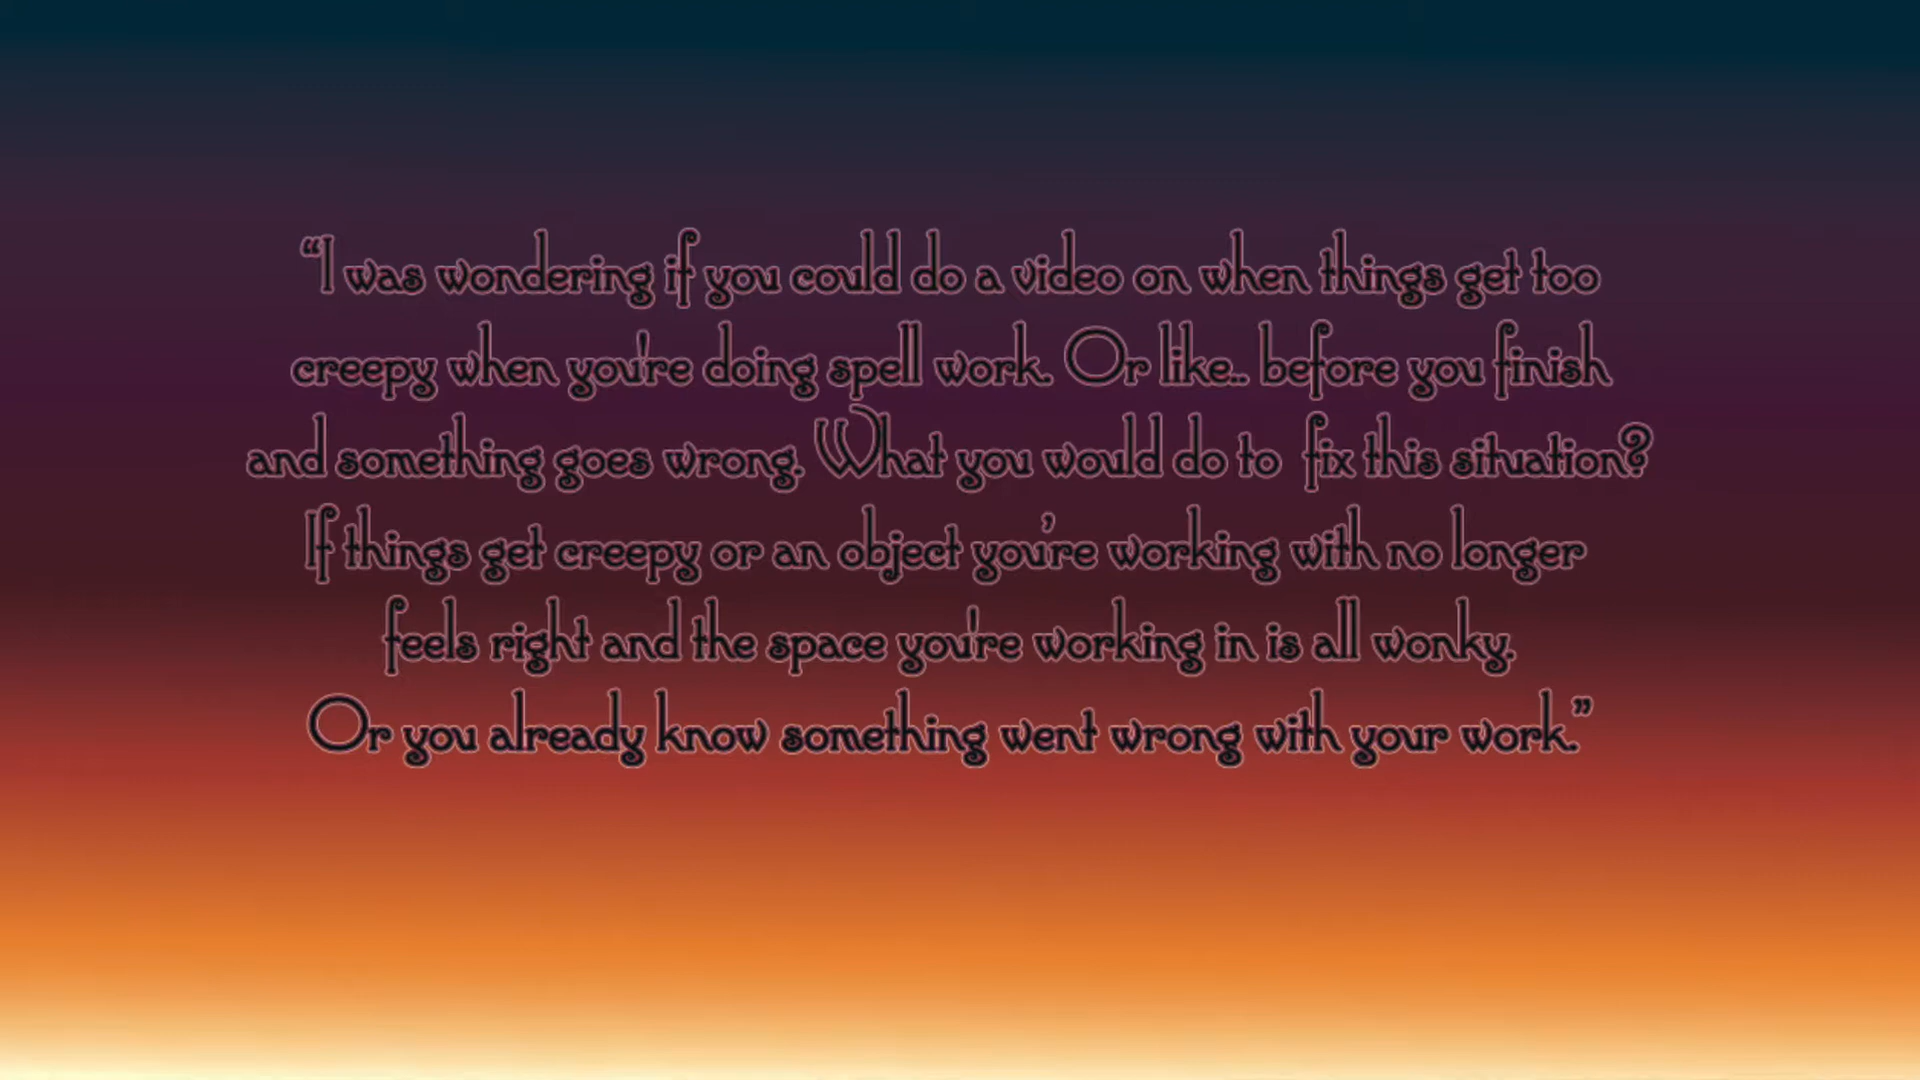 “I was wondering if you could do a video on when things get too
creepy when you're doing spell work. Or like.. before you finish
and something goes wrong. What you would do to fix this situation?
If things get creepy or an object you’re working with no longer
feels right and the space you're working in is all wonky.
Or you already know something went wrong with your work.”